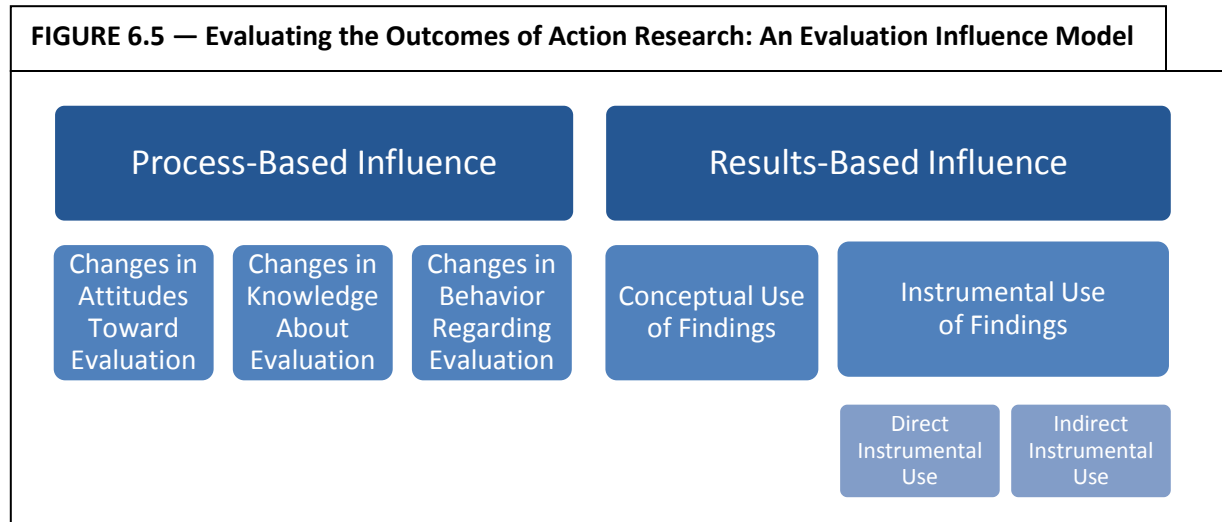 FIGURE 6.5 — Evaluating the Outcomes of Action Research: An Evaluation Influence Model
Process-Based Influence
Results-Based Influence
Changes in
Attitudes
Toward
Evaluation
Changes in
Knowledge
About
Evaluation
Changes in
Behavior
Regarding
Evaluation
Conceptual Use
of Findings
Instrumental Use
of Findings
Direct
Instrumental
Use
Indirect
Instrumental
Use